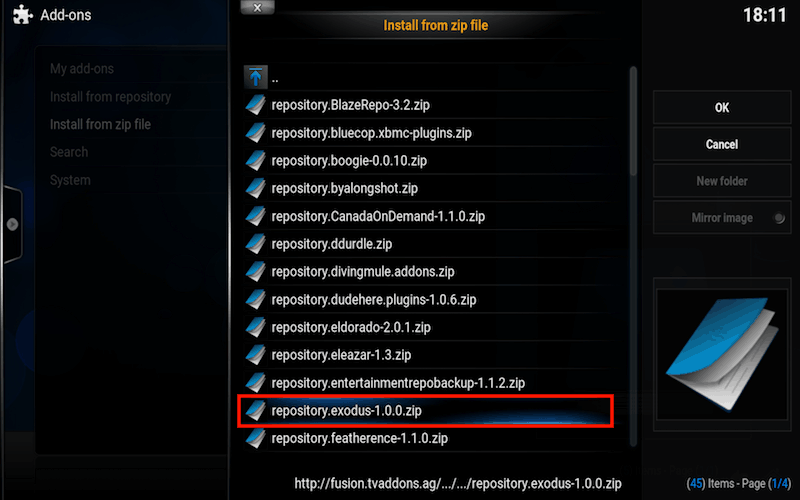 Add-ons
x
Install from zip file
18:11
My add-ons
Install from repository
Install from zip file
Search
System
..
repository.BlazeRepo-3.2.zip
repository.bluecop.xbmc-plugins.zip
repository.boogie-0.0.10.zip
repository.byalongshot.zip
repository.CanadaOnDemand-1.1.0.zip
repository.ddurdle.zip
repository.divingmule.addons.zip
repository.dudehere.plugins-1.0.6.zip
repository.eldorado-2.0.1.zip
repository.eleazar-1.3.zip
repository.entertainmentrepobackup-1.1.2.zip
repository.exodus-1.0.0.zip
repository.featherence-1.1.0.zip
OK
Cancel
New folder
Mirror image
http://fusion.tvaddons.ag/.../.../repository.exodus-1.0.0.zip
(45) Items - Page (1/4)